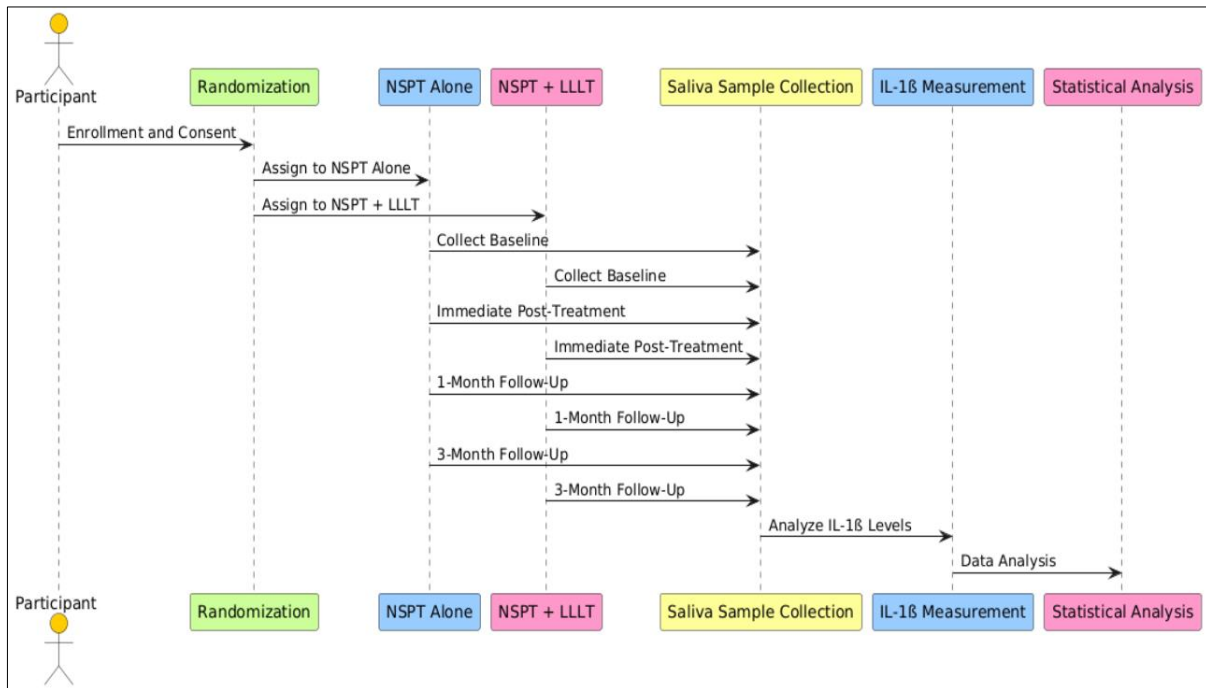 Participant
Randomization
NSPT Alone
NSPT + LLLT
Saliva Sample Collection
IL-1ß Measurement
Statistical Analysis
Enrollment and Consent
Assign to NSPT Alone
Assign to NSPT + LLLT
Collect Baseline
Collect Baseline
Immediate Post-Treatment
Immediate Post-Treatment
1-Month Follow-Up
1-Month Follow-Up
3-Month Follow-Up
3-Month Follow-Up
Analyze IL-1ß Levels
Data Analysis
Participant
Randomization
NSPT Alone
NSPT + LLLT
Saliva Sample Collection
IL-1ß Measurement
Statistical Analysis